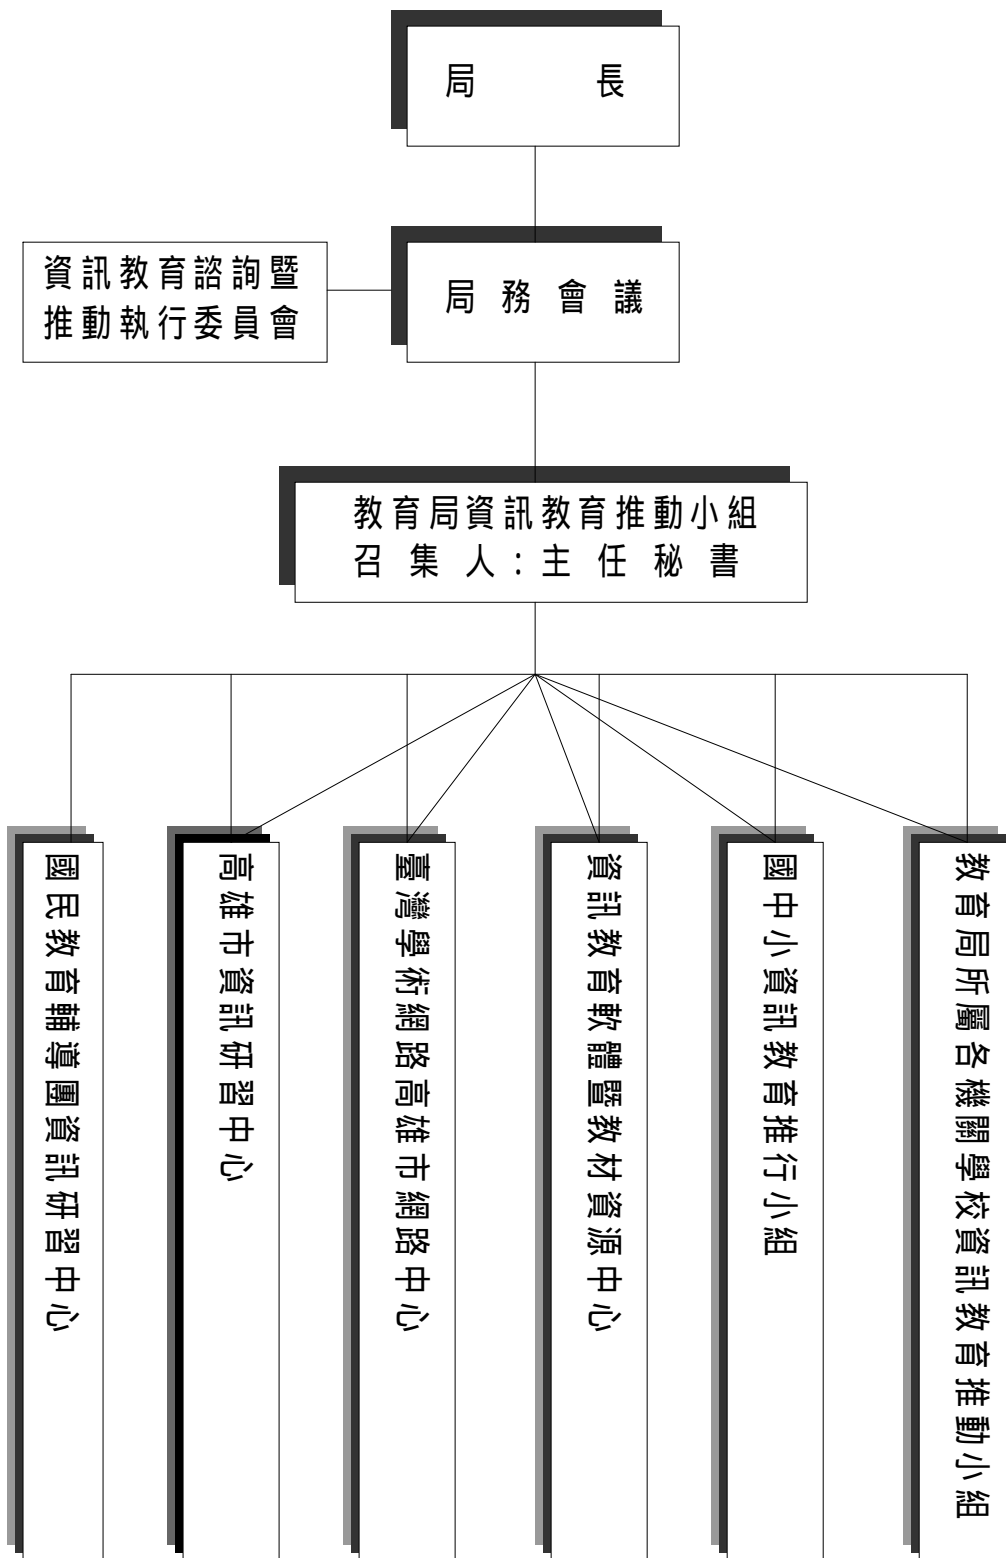 局長
資訊教育諮詢暨
推動執行委員會
局務會議
教育局資訊教育推動小組
召集人:主任秘書
國民教育輔導團資訊研習中心
高雄市資訊研習中心
臺灣學術網路高雄市網路中心
資訊教育軟體暨教材資源中心
國中小資訊教育推行小組
教育局所屬各機關學校資訊教育推動小組